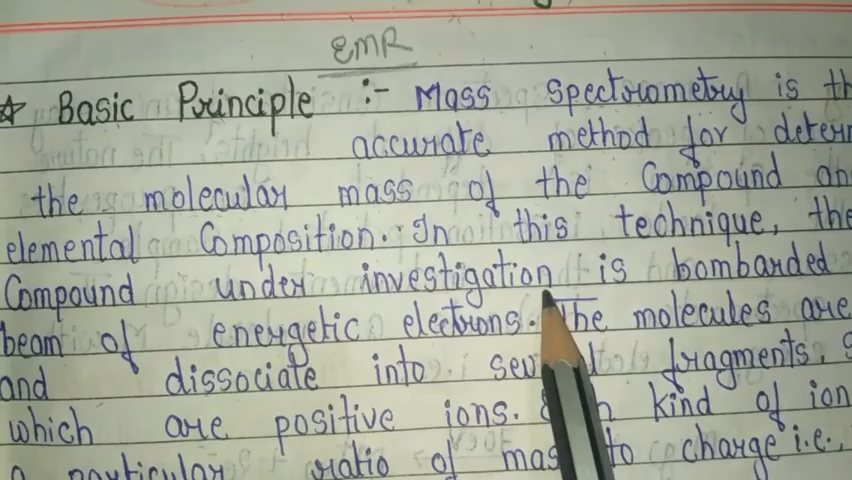 EMR
☆ Basic Principle :- Mass Spectrometry is th
accurate method for determ
the molecular mass of the Compound an
elemental Composition. In this technique, the
Compound under investigation is bombarded
beam of energetic electrons. The molecules are
and dissociate into sev fragments. S
which are positive ions. h kind of ion
a particular ratio of mas to charge i.e.,